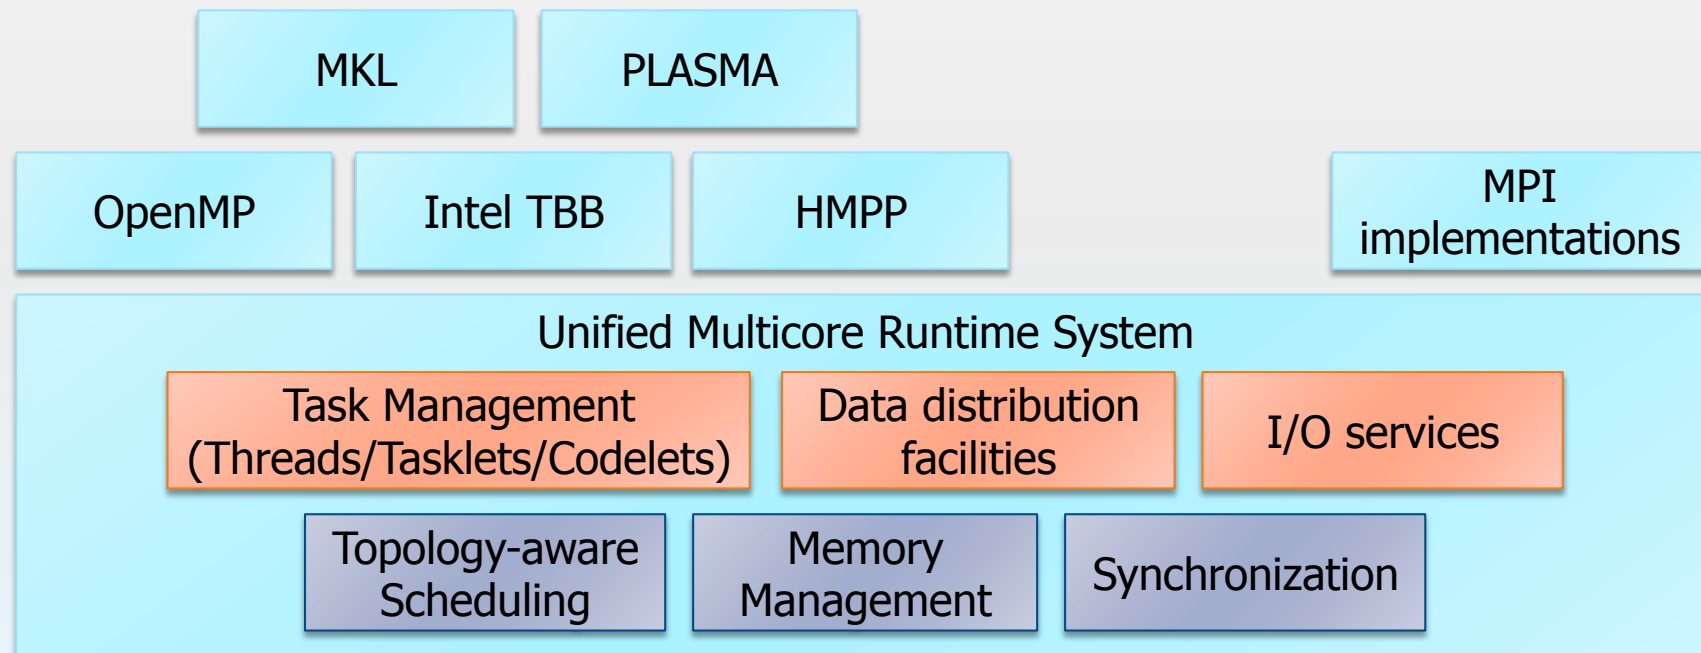 MKL
PLASMA
OpenMP
Intel TBB
HMPP
MPI
implementations
Unified Multicore Runtime System
Task Management
(Threads/Tasklets/Codelets)
Data distribution
facilities
I/O services
Topology-aware
Scheduling
Memory
Management
Synchronization